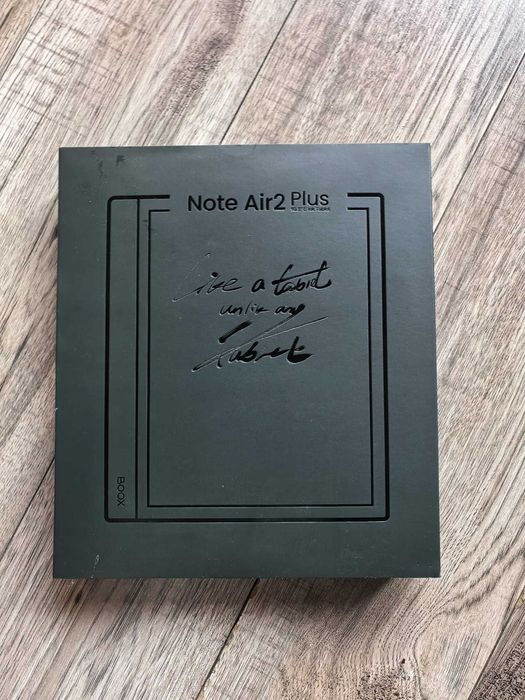 Note Air2 Plus
Like a tablet
unlike any
Tablet
BOOX